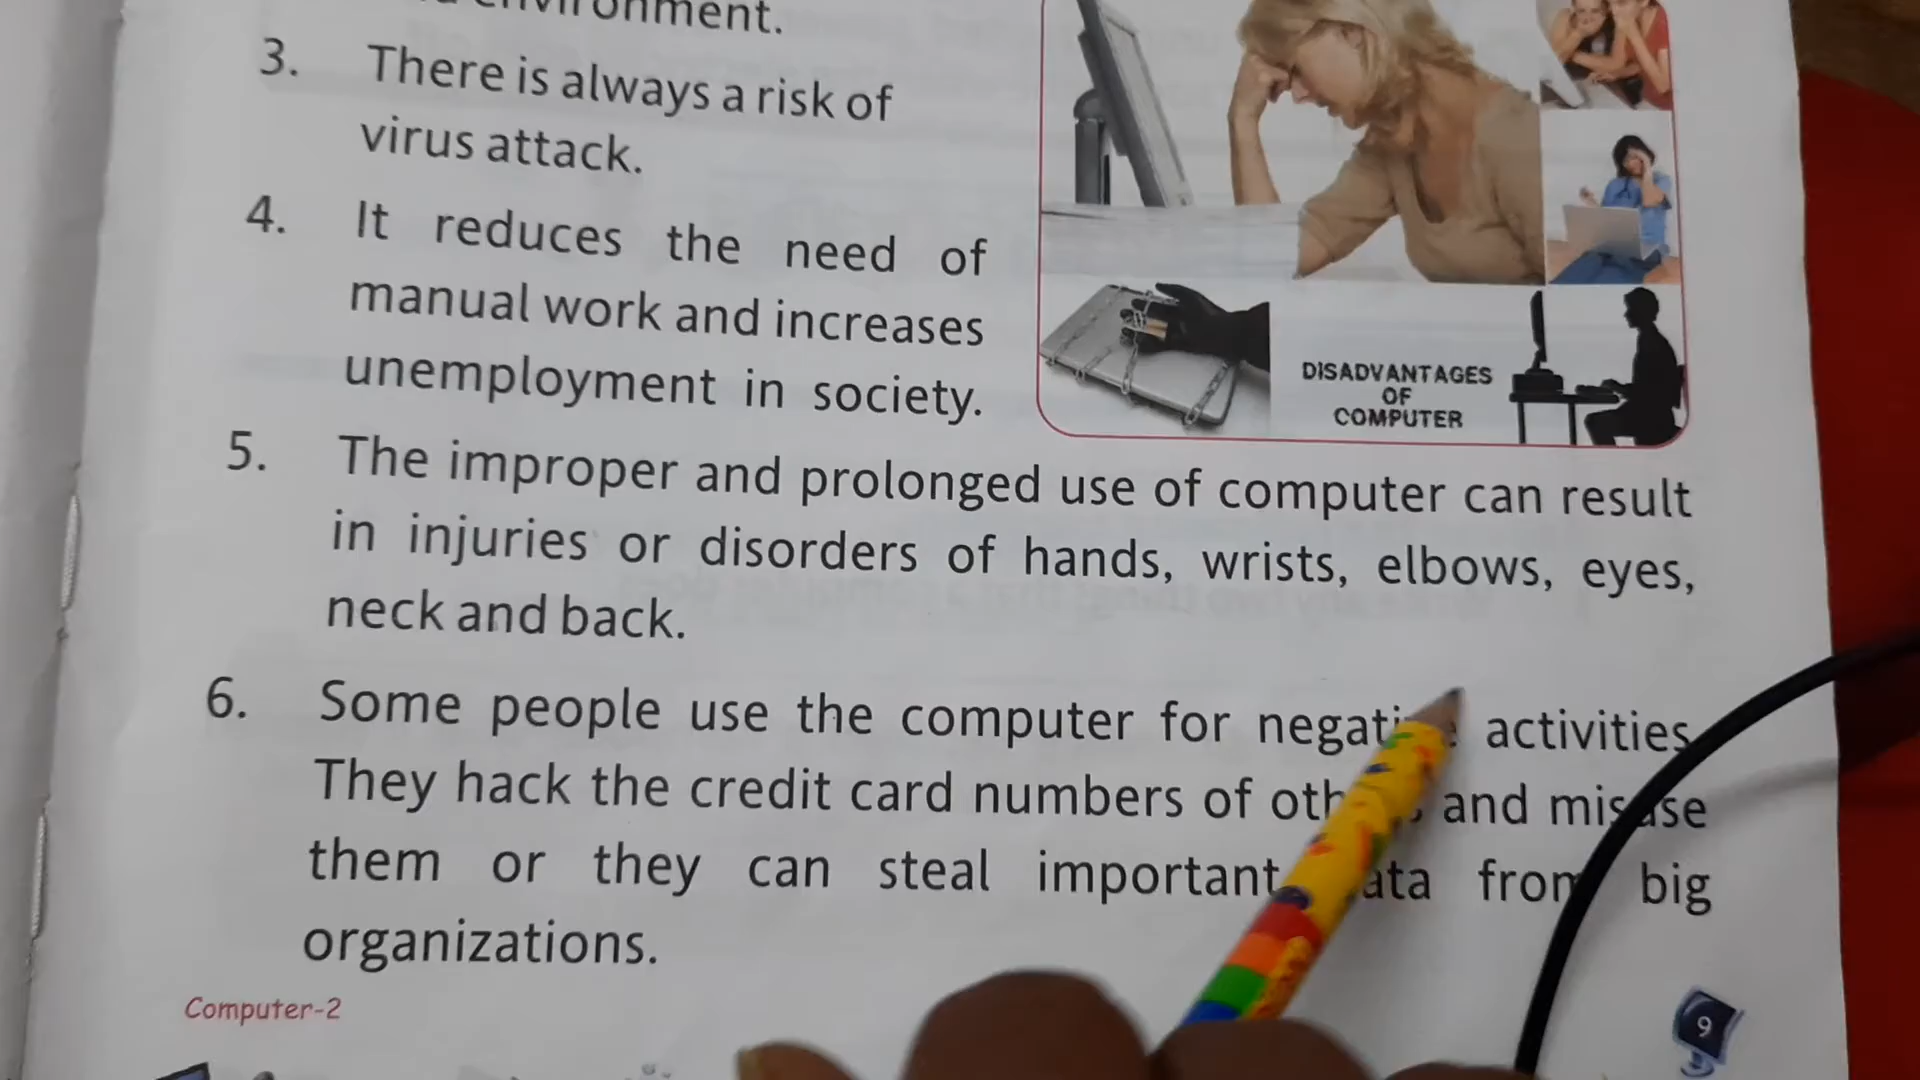 environment.
3. There is always a risk of
virus attack.
4. It reduces the need of
manual work and increases
unemployment in society.
DISADVANTAGES
OF
COMPUTER
5. The improper and prolonged use of computer can result
in injuries or disorders of hands, wrists, elbows, eyes,
neck and back.
6. Some people use the computer for negative activities
They hack the credit card numbers of others and misuse
them or they can steal important data from big
organizations.
Computer-2
9